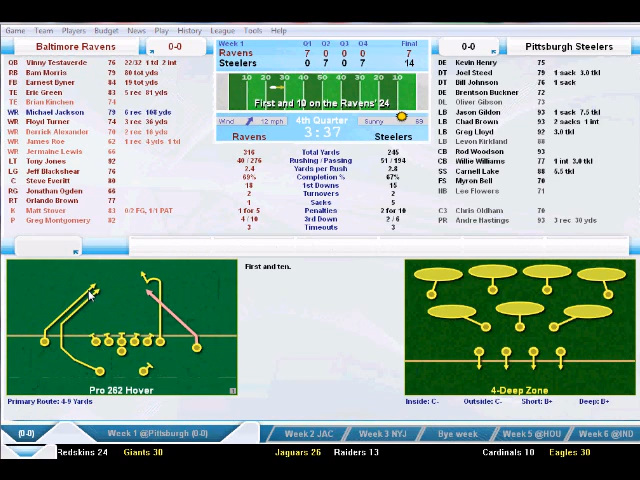 Game Team Players Budget News Play History League Tools Help
Baltimore Ravens 0-0
Week 1 Q1 Q2 Q3 Q4 Final
Ravens 7 0 0 0 7
Steelers 0 7 0 7 14
0-0 Pittsburgh Steelers
10 20 30 40 50 40 30 20 10
First and 10 on the Ravens' 24
Wind 12 mph 4th Quarter Sunny 69
3:37
Ravens Steelers
QB Vinny Testaverde 76 22/32 1 td 2 int
RB Bam Morris 79 80 tot yds
FB Earnest Byner 84 19 tot yds
TE Eric Green 83 5 rec 81 yds
TE Brian Kinchen 74
WR Michael Jackson 79 6 rec 108 yds
WR Floyd Turner 74 3 rec 36 yds
WR Derrick Alexander 70 2 rec 16 yds
WR James Roe 62 1 rec 4 yds 1 td
WR Jermaine Lewis 66
LT Tony Jones 92
LG Jeff Blackshear 76
C Steve Everitt 80
RG Jonathan Ogden 66
RT Orlando Brown 77
K Matt Stover 83 0/2 FG, 1/1 PAT
P Greg Montgomery 82
316 Total Yards 245
40 / 276 Rushing / Passing 51 / 194
2.4 Yards per Rush 2.8
69% Completion % 67%
18 1st Downs 15
2 Turnovers 2
1 Sacks 5
1 for 5 Penalties 2 for 10
4 / 10 3rd Down 2 / 6
3 Timeouts 3
DE Kevin Henry 75
DT Joel Steed 79 1 sack 3.0 tkl
DT Bill Johnson 76 1 sack
DE Brentson Buckner 72
DL Oliver Gibson 73
LB Jason Gildon 93 1 sack 7.5 tkl
LB Chad Brown 93 2 sacks 1 int
LB Greg Lloyd 92 3.0 tkl
LB Levon Kirkland 88
CB Rod Woodson 93
CB Willie Williams 77 1 int 3.0 tkl
SS Carnell Lake 88 5.5 tkl
FS Myron Bell 70
NB Lee Flowers 71
C3 Chris Oldham 70
PR Andre Hastings 93 3 rec 30 yds
First and ten.
Pro 262 Hover
Primary Route: 4-9 Yards
4-Deep Zone
Inside: C- Outside: C- Short: B+ Deep: B+
(0-0) Week 1 @Pittsburgh (0-0) Week 2 JAC Week 3 NYJ Bye week Week 5 @HOU Week 6 @IND
Redskins 24 Giants 30 Jaguars 26 Raiders 13 Cardinals 10 Eagles 30